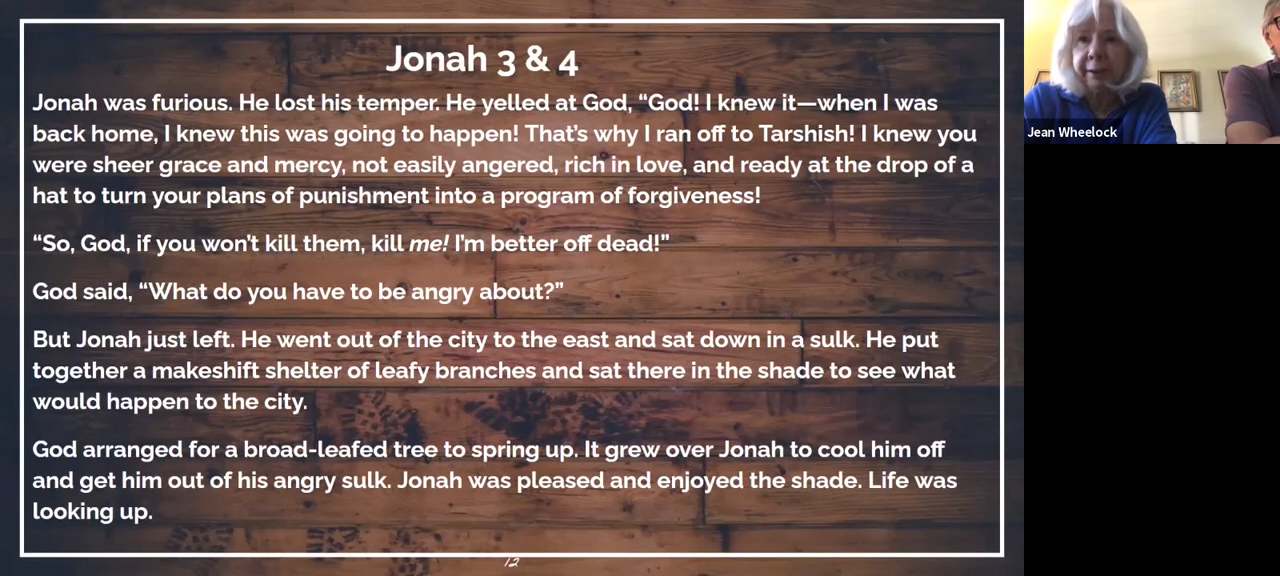 Jonah 3 & 4
Jonah was furious. He lost his temper. He yelled at God, “God! I knew it—when I was
back home, I knew this was going to happen! That’s why I ran off to Tarshish! I knew you
were sheer grace and mercy, not easily angered, rich in love, and ready at the drop of a
hat to turn your plans of punishment into a program of forgiveness!
“So, God, if you won’t kill them, kill me! I’m better off dead!”
God said, “What do you have to be angry about?”
But Jonah just left. He went out of the city to the east and sat down in a sulk. He put
together a makeshift shelter of leafy branches and sat there in the shade to see what
would happen to the city.
God arranged for a broad-leafed tree to spring up. It grew over Jonah to cool him off
and get him out of his angry sulk. Jonah was pleased and enjoyed the shade. Life was
looking up.
12
Jean Wheelock